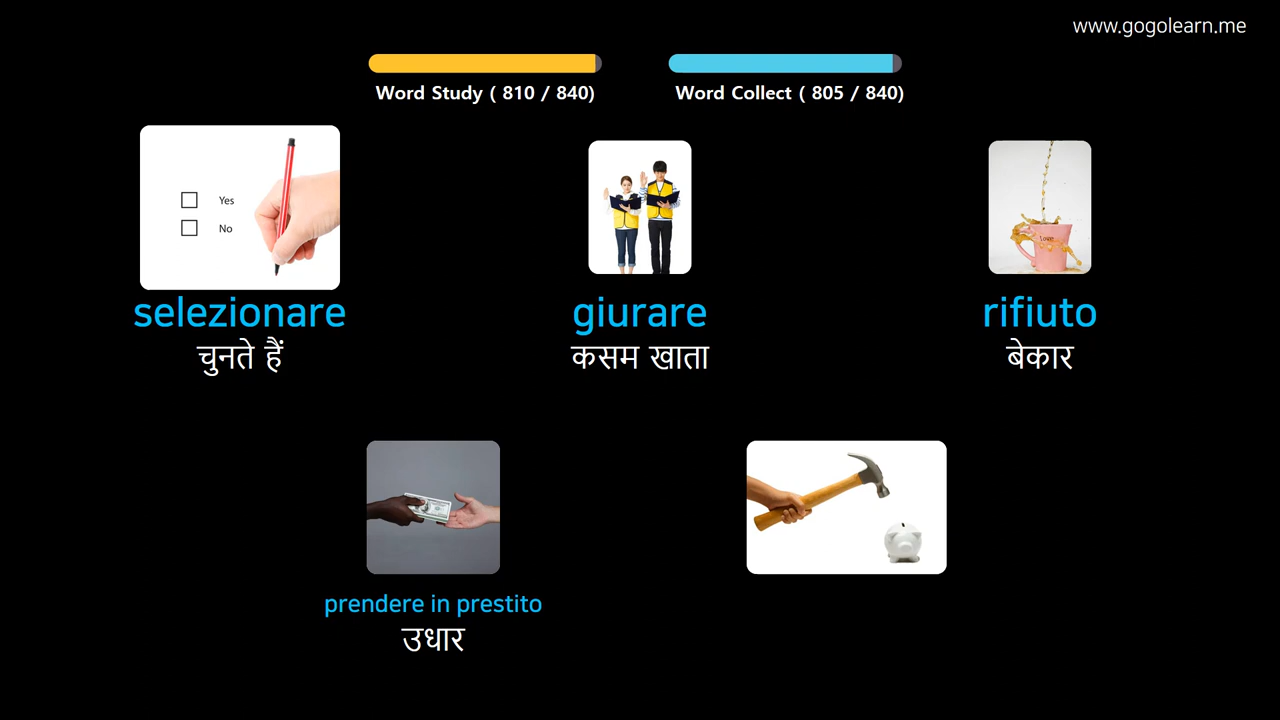 www.gogolearn.me
Word Study ( 810 / 840)
Word Collect ( 805 / 840)
Yes
No
Love
selezionare
giurare
rifiuto
चुनते हैं
कसम खाता
बेकार
prendere in prestito
उधार